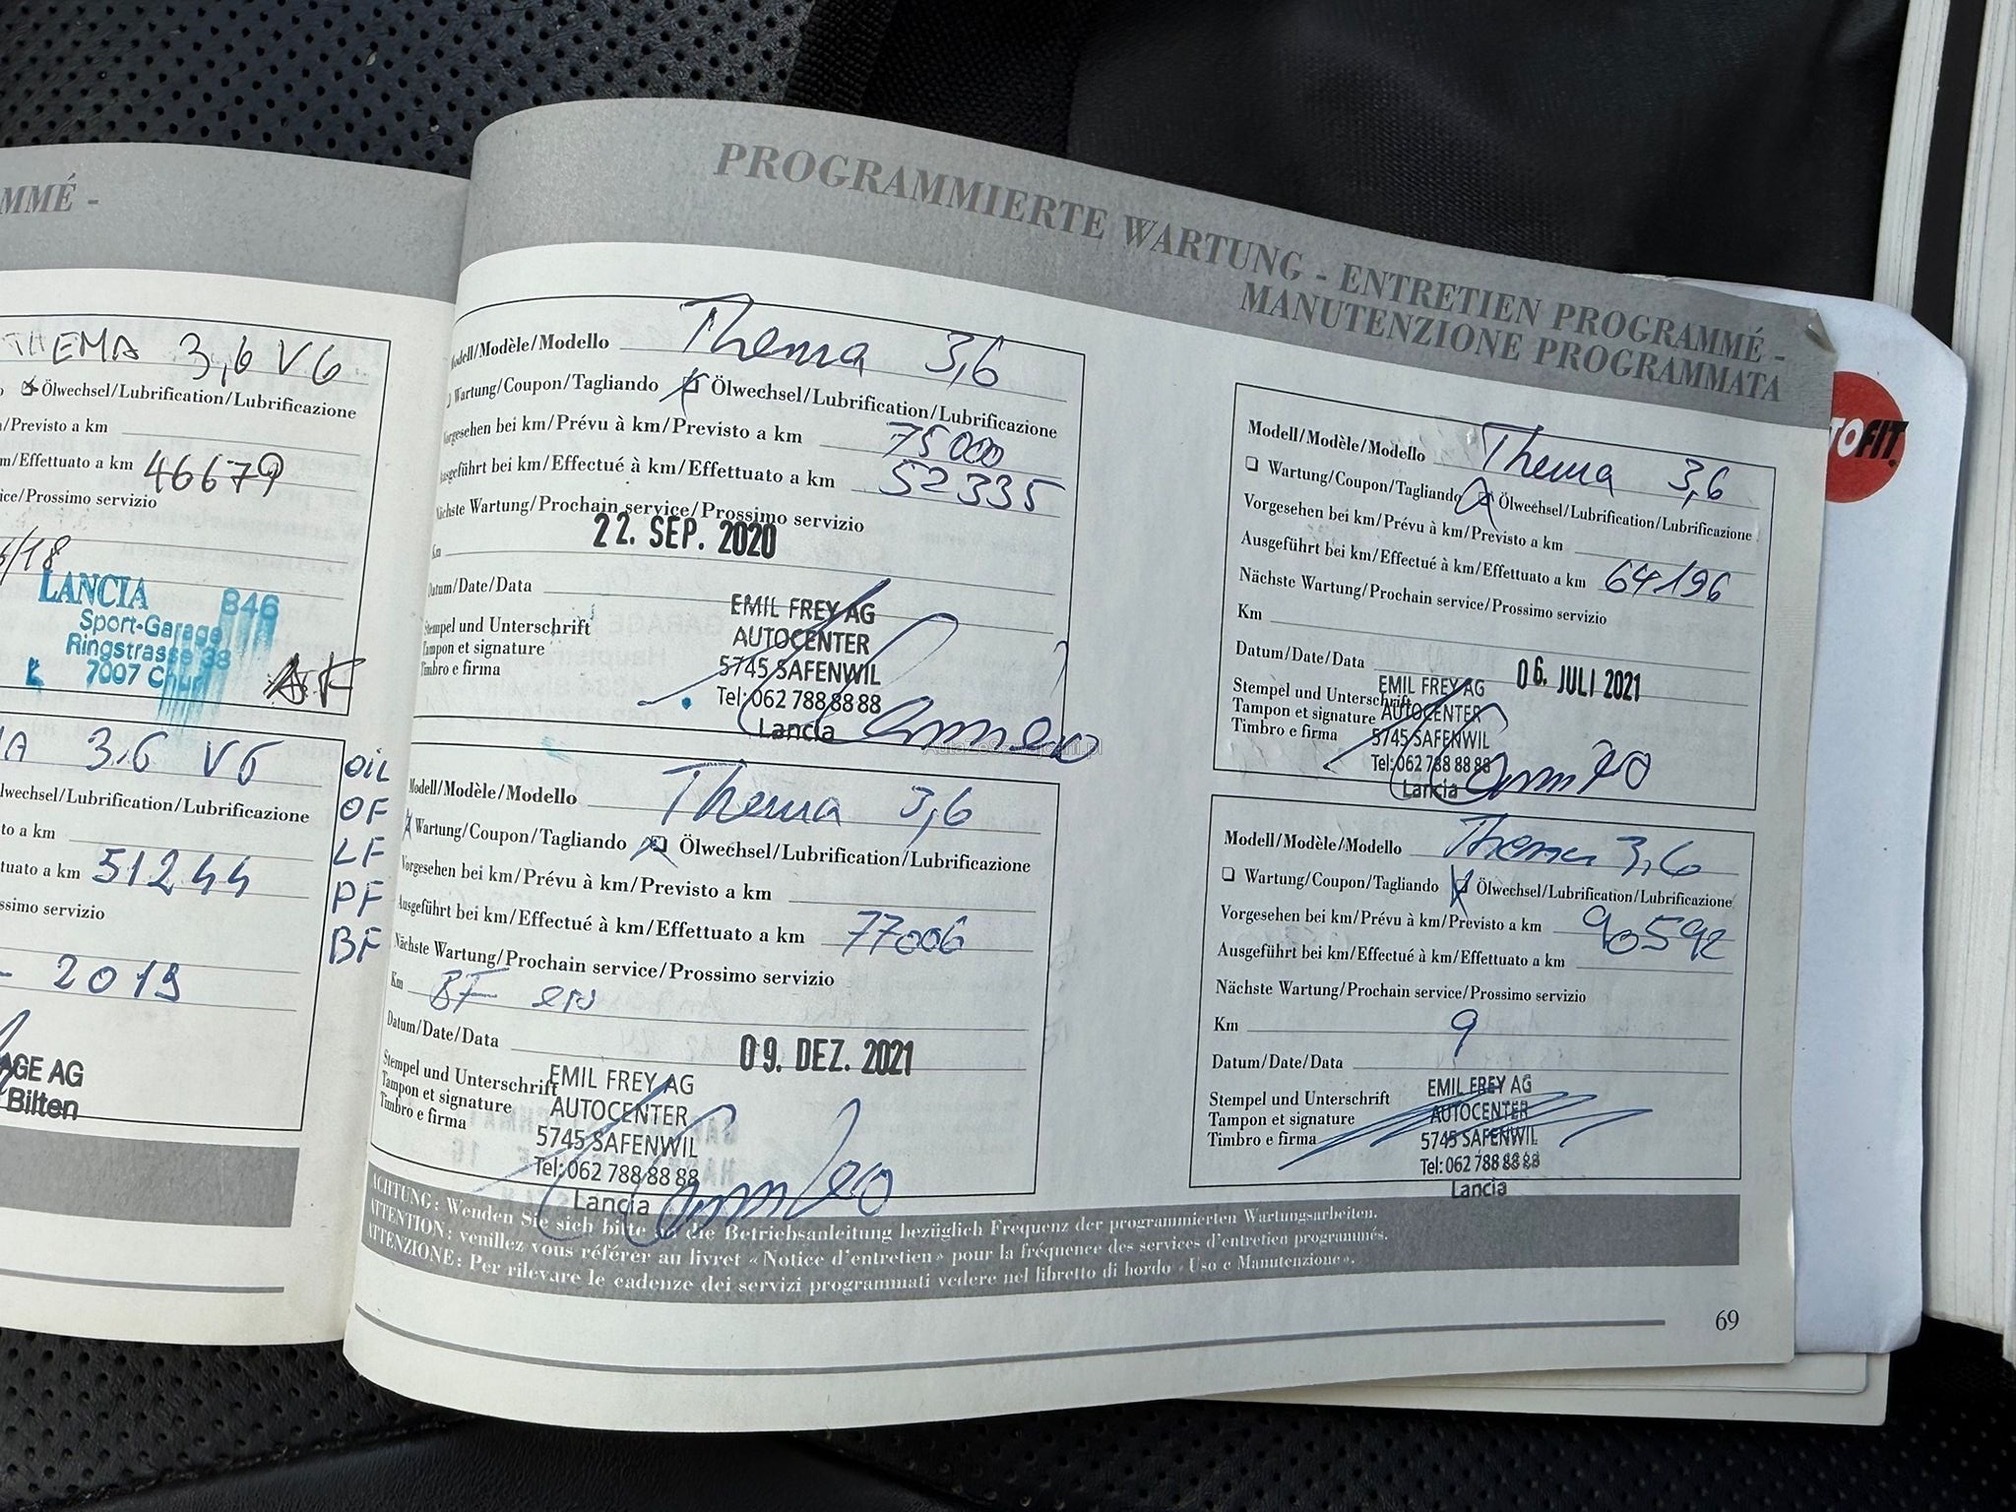 MMÉ -
THEMA 3,6 V6
Ölwechsel/Lubrification/Lubrificazione
/Previsto a km
m/Effettuato a km 46679
ice/Prossimo servizio
/18
LANCIA B46
Sport-Garage
Ringstrasse 38
7007 Chur
A 3.6 V6
lwechsel/Lubrification/Lubrificazione
to a km
tuato a km 51244
ssimo servizio
- 2019
AGE AG
Bilten
OIL
OF
LF
PF
BF
PROGRAMMIERTE WARTUNG - ENTRETIEN PROGRAMMÉ -
MANUTENZIONE PROGRAMMATA
odell/Modèle/Modello Thema 3,6
Wartung/Coupon/Tagliando Ölwechsel/Lubrification/Lubrificazione
Vorgesehen bei km/Prévu à km/Previsto a km 75000
Ausgeführt bei km/Effectué à km/Effettuato a km 52335
Nächste Wartung/Prochain service/Prossimo servizio
Km 22. SEP. 2020
Datum/Date/Data
Stempel und Unterschrift
Tampon et signature
Timbro e firma
EMIL FREY AG
AUTOCENTER
5745 SAFENWIL
Tel: 062 788 88 88
Lancia
Modell/Modèle/Modello Thema 3,6
Wartung/Coupon/Tagliando Ölwechsel/Lubrification/Lubrificazione
Vorgesehen bei km/Prévu à km/Previsto a km
Ausgeführt bei km/Effectué à km/Effettuato a km 77006
Nächste Wartung/Prochain service/Prossimo servizio
Km BF
Datum/Date/Data 09. DEZ. 2021
Stempel und Unterschrift
Tampon et signature
Timbro e firma
EMIL FREY AG
AUTOCENTER
5745 SAFENWIL
Tel: 062 788 88 88
Lancia
Modell/Modèle/Modello Thema 3,6
Wartung/Coupon/Tagliando Ölwechsel/Lubrification/Lubrificazione
Vorgesehen bei km/Prévu à km/Previsto a km
Ausgeführt bei km/Effectué à km/Effettuato a km 64196
Nächste Wartung/Prochain service/Prossimo servizio
Km
Datum/Date/Data 06. JULI 2021
Stempel und Unterschrift
Tampon et signature
Timbro e firma
EMIL FREY AG
AUTOCENTER
5745 SAFENWIL
Tel: 062 788 88 88
Lancia
Modell/Modèle/Modello Thema 3,6
Wartung/Coupon/Tagliando Ölwechsel/Lubrification/Lubrificazione
Vorgesehen bei km/Prévu à km/Previsto a km 90592
Ausgeführt bei km/Effectué à km/Effettuato a km
Nächste Wartung/Prochain service/Prossimo servizio
Km 9
Datum/Date/Data
Stempel und Unterschrift
Tampon et signature
Timbro e firma
EMIL FREY AG
AUTOCENTER
5745 SAFENWIL
Tel: 062 788 88 88
Lancia
ACHTUNG: Wenden Sie sich bitte an die Betriebsanleitung bezüglich Frequenz der programmierten Wartungsarbeiten.
ATTENTION: veuillez vous référer au livret «Notice d'entretien» pour la fréquence des services d'entretien programmés.
ATTENZIONE: Per rilevare le cadenze dei servizi programmati vedere nel libretto di bordo «Uso e Manutenzione».
69
TOFIT